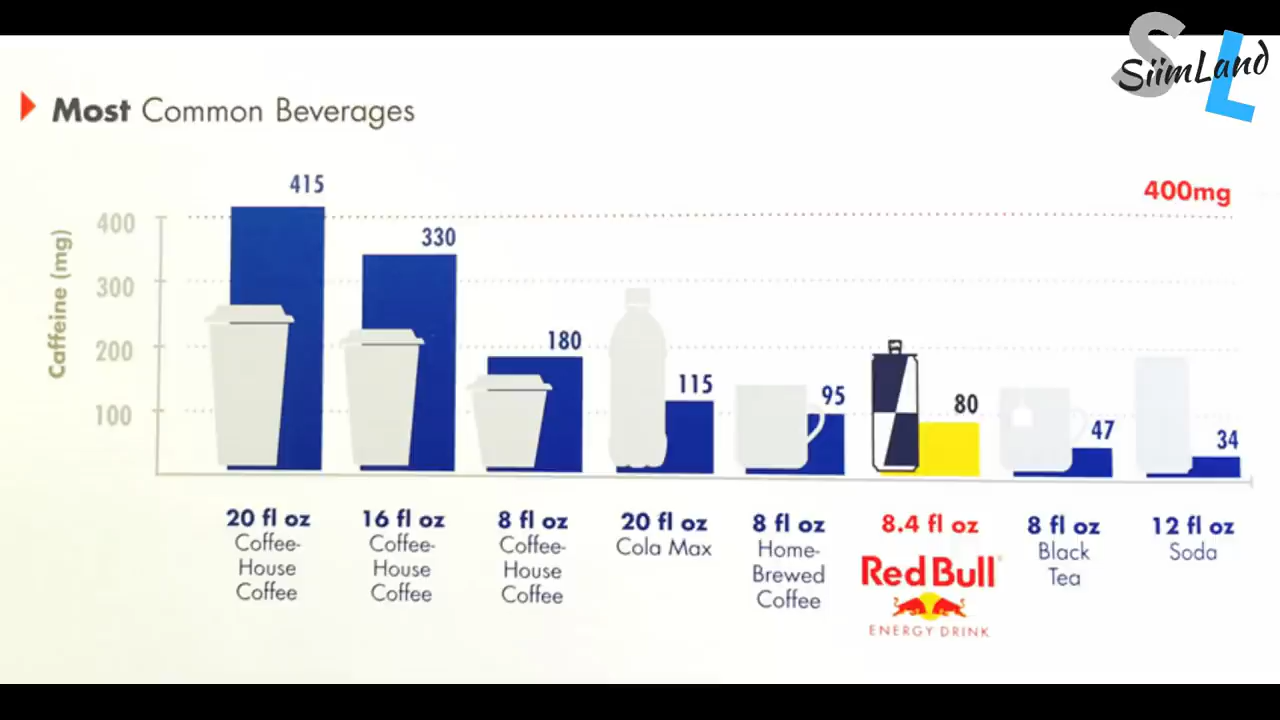 SiimLand
SL
Most Common Beverages
400mg
Caffeine (mg)
400
300
200
100
415
330
180
115
95
80
47
34
20 fl oz
Coffee-
House
Coffee
16 fl oz
Coffee-
House
Coffee
8 fl oz
Coffee-
House
Coffee
20 fl oz
Cola Max
8 fl oz
Home-
Brewed
Coffee
8.4 fl oz
Red Bull
ENERGY DRINK
8 fl oz
Black
Tea
12 fl oz
Soda